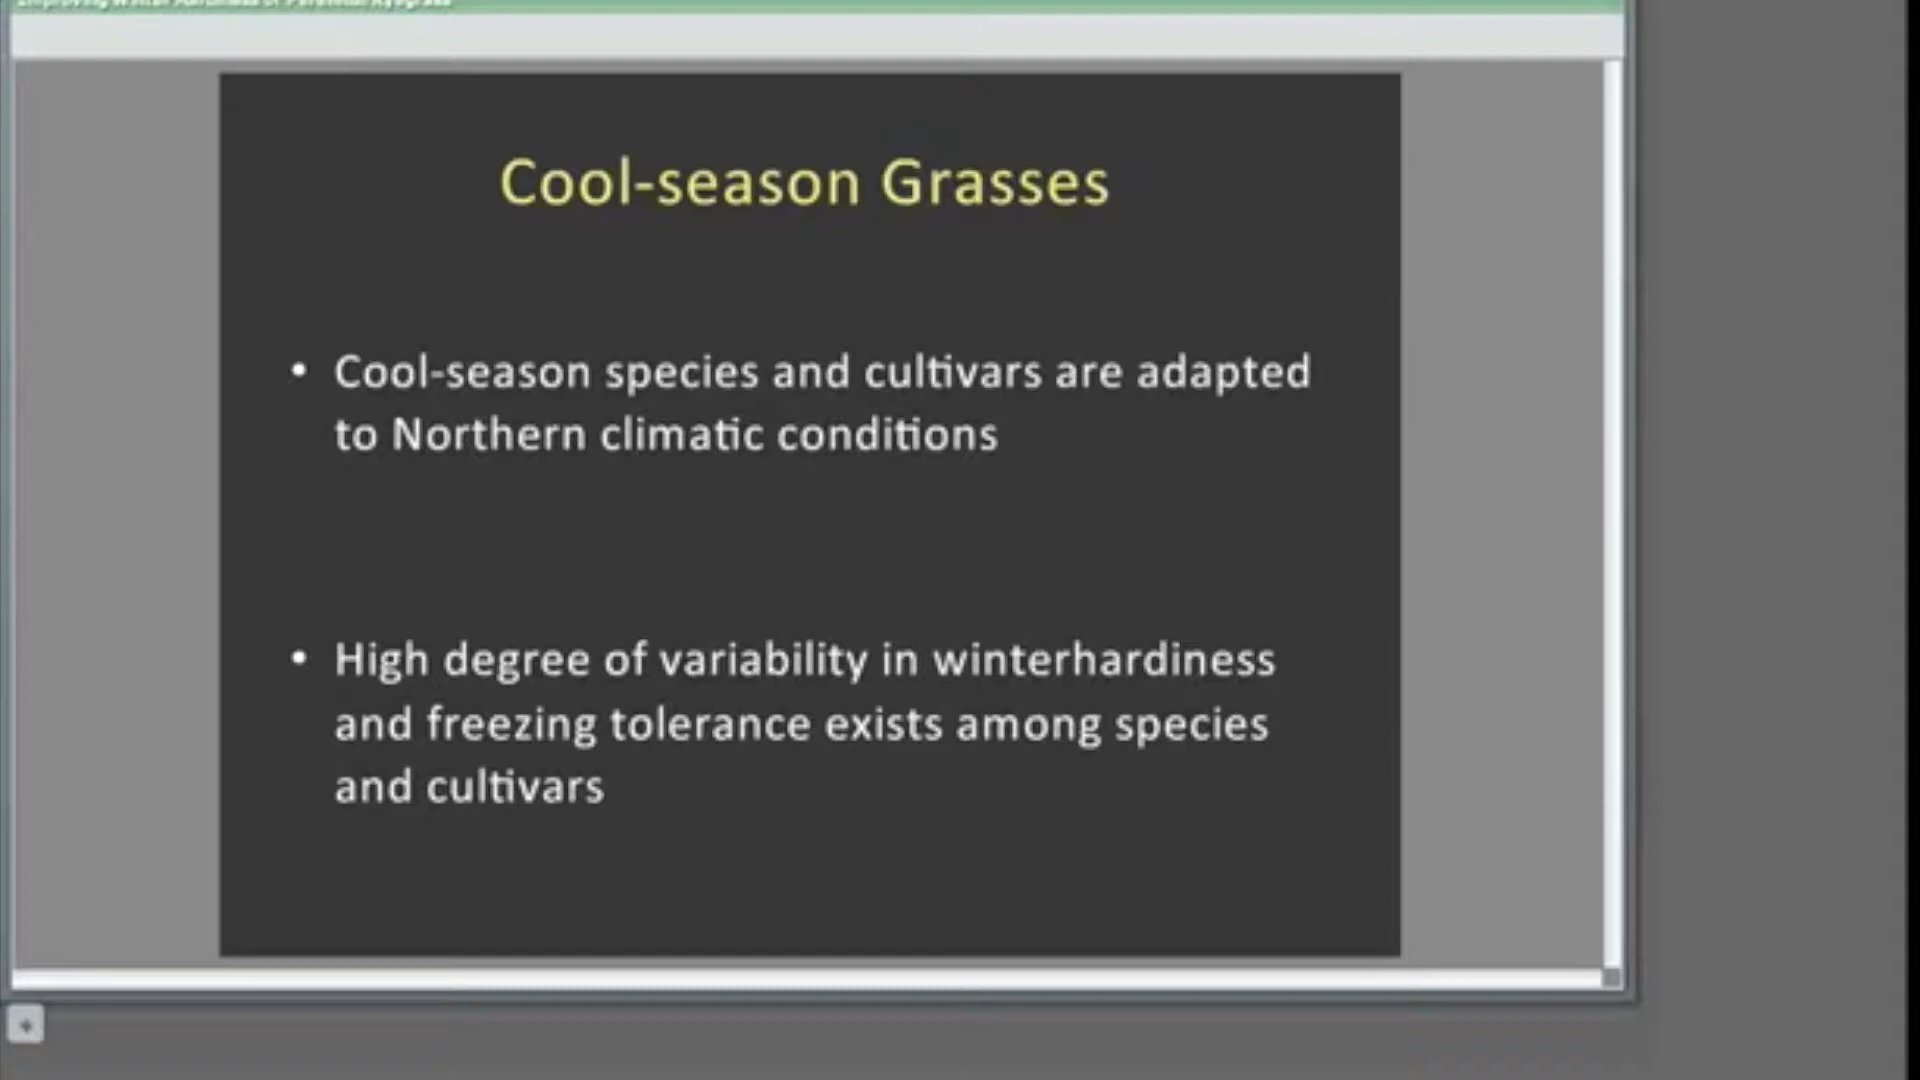 Cool-season Grasses
• Cool-season species and cultivars are adapted
to Northern climatic conditions
• High degree of variability in winterhardiness
and freezing tolerance exists among species
and cultivars